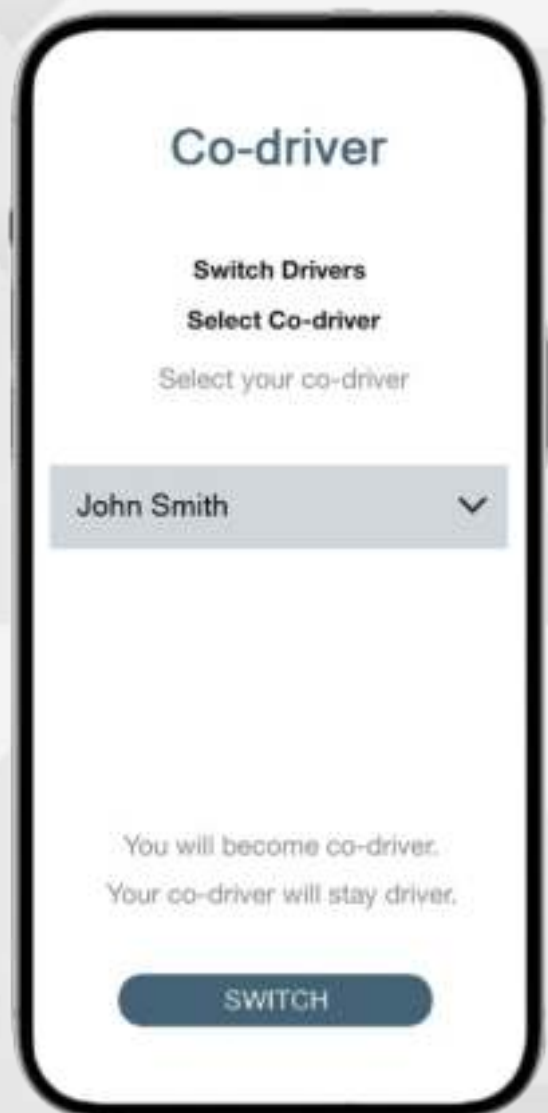 Co-driver
Switch Drivers
Select Co-driver
Select your co-driver
John Smith
You will become co-driver.
Your co-driver will stay driver.
SWITCH